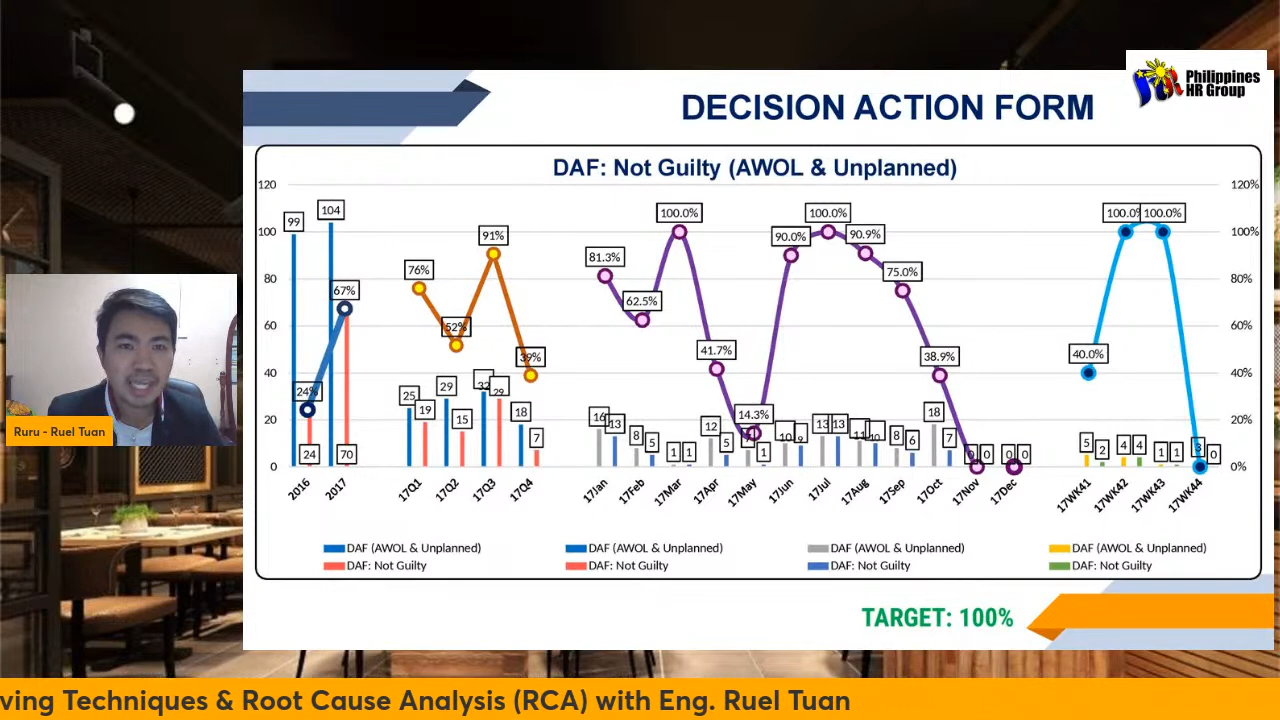 Philippines
HR Group
DECISION ACTION FORM
DAF: Not Guilty (AWOL & Unplanned)
120
100
80
60
40
20
0
120%
100%
80%
60%
40%
20%
0%
99
104
24%
67%
24
70
2016
2017
76%
52%
91%
39%
25
19
29
15
32
29
18
7
17Q1
17Q2
17Q3
17Q4
81.3%
62.5%
100.0%
41.7%
14.3%
90.0%
100.0%
90.9%
75.0%
38.9%
16
13
8
5
1
1
12
5
7
1
10
9
13
13
11
10
8
6
18
7
0
0
0
0
17Jan
17Feb
17Mar
17Apr
17May
17Jun
17Jul
17Aug
17Sep
17Oct
17Nov
17Dec
40.0%
100.0%
100.0%
5
2
4
4
1
1
3
0
17WK41
17WK42
17WK43
17WK44
DAF (AWOL & Unplanned)
DAF: Not Guilty
DAF (AWOL & Unplanned)
DAF: Not Guilty
DAF (AWOL & Unplanned)
DAF: Not Guilty
DAF (AWOL & Unplanned)
DAF: Not Guilty
TARGET: 100%
Ruru - Ruel Tuan
ving Techniques & Root Cause Analysis (RCA) with Eng. Ruel Tuan